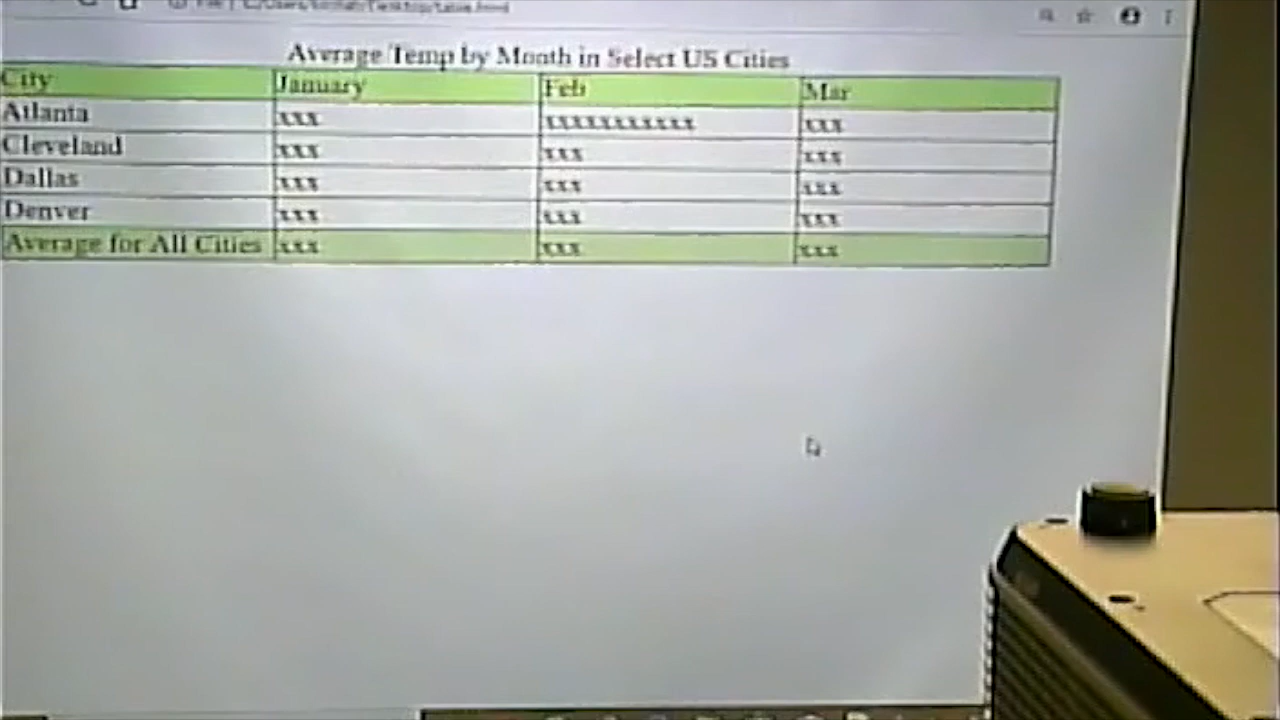 Average Temp by Month in Select US Cities
City January Feb Mar
Atlanta xxx xxxxxxxxxxx xxx
Cleveland xxx xxx xxx
Dallas xxx xxx xxx
Denver xxx xxx xxx
Average for All Cities xxx xxx xxx